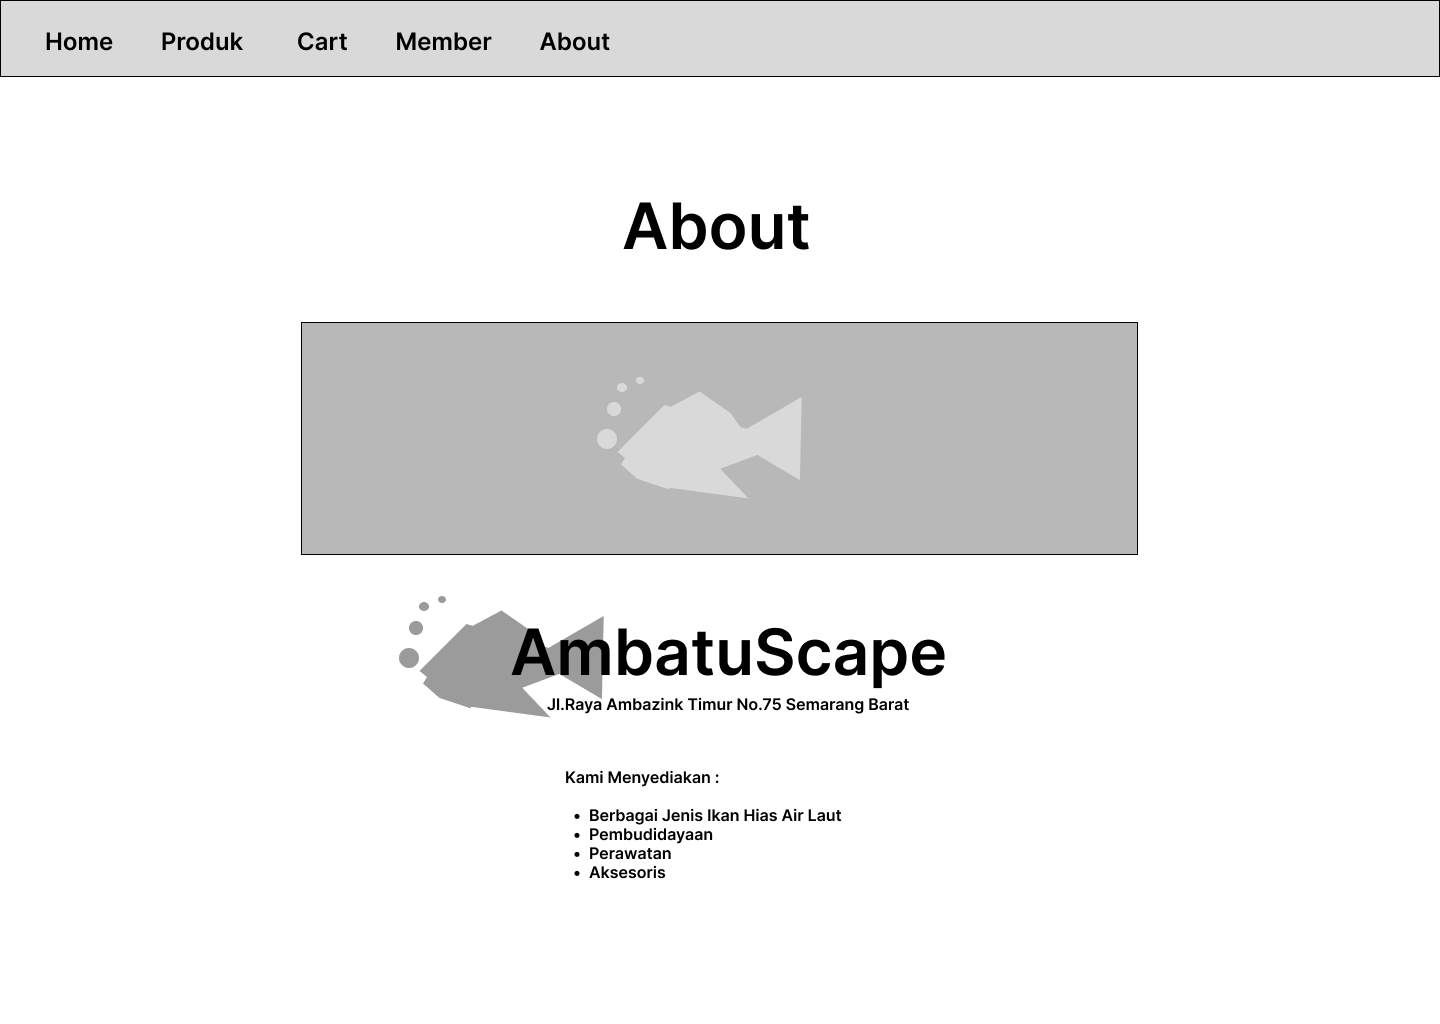 Home Produk Cart Member About
About
AmbatuScape
Jl.Raya Ambazink Timur No.75 Semarang Barat
Kami Menyediakan :
• Berbagai Jenis Ikan Hias Air Laut
• Pembudidayaan
• Perawatan
• Aksesoris